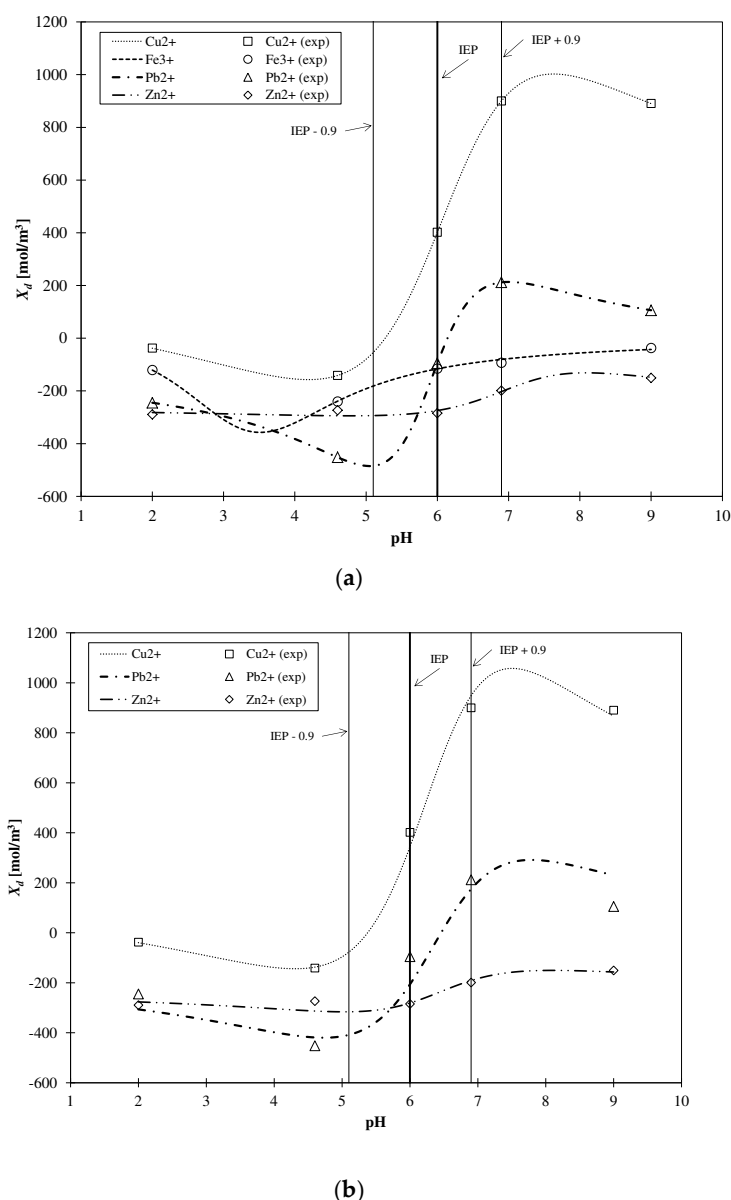 1200
1000
800
600
400
200
0
-200
-400
-600
X_d [mol/m³]
Cu2+ Cu2+ (exp)
Fe3+ Fe3+ (exp)
Pb2+ Pb2+ (exp)
Zn2+ Zn2+ (exp)
IEP - 0.9
IEP
IEP + 0.9
1 2 3 4 5 6 7 8 9 10
pH
(a)
1200
1000
800
600
400
200
0
-200
-400
-600
X_d [mol/m³]
Cu2+ Cu2+ (exp)
Pb2+ Pb2+ (exp)
Zn2+ Zn2+ (exp)
IEP - 0.9
IEP
IEP + 0.9
1 2 3 4 5 6 7 8 9 10
pH
(b)